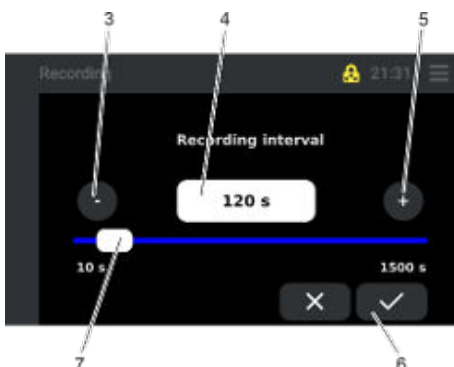 3 4 5
Recording 21:31
Recording interval
- 120 s +
10 s 1500 s
7 6